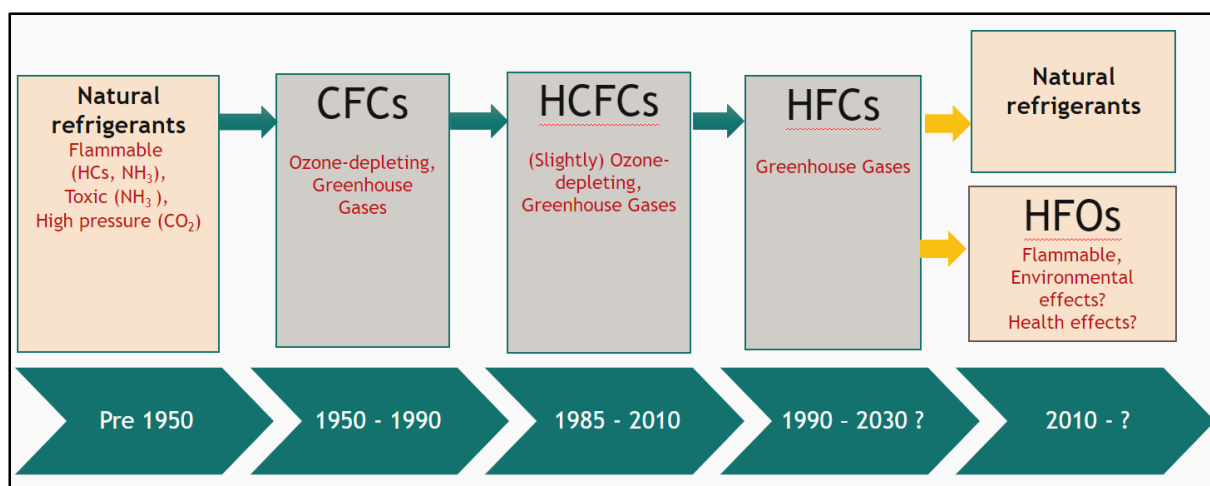 Natural
refrigerants
Flammable
(HCs, NH₃),
Toxic (NH₃ ),
High pressure (CO₂)
CFCs
Ozone-depleting,
Greenhouse
Gases
HCFCs
(Slightly) Ozone-
depleting,
Greenhouse Gases
HFCs
Greenhouse Gases
Natural
refrigerants
HFOs
Flammable,
Environmental
effects?
Health effects?
Pre 1950
1950 - 1990
1985 - 2010
1990 – 2030 ?
2010 - ?